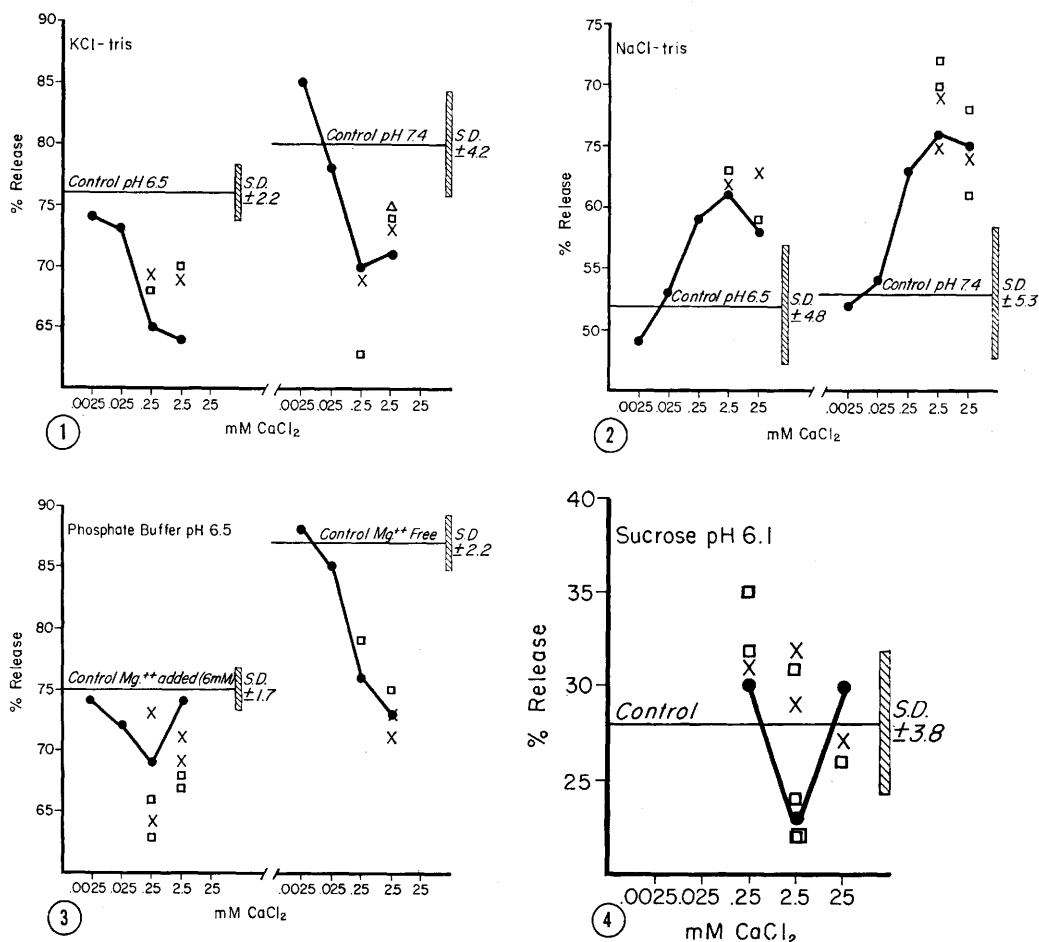 90
85
80
75
70
65
% Release
KCl-tris
Control pH 6.5
S.D.
±2.2
Control pH 7.4
S.D.
±4.2
.0025 .025 .25 2.5 25
.0025 .025 .25 2.5 25
mM CaCl2
1
75
70
65
60
55
50
% Release
NaCl-tris
Control pH 6.5
S.D.
±4.8
Control pH 7.4
S.D.
±5.3
.0025 .025 .25 2.5 25
.0025 .025 .25 2.5 25
mM CaCl2
2
90
85
80
75
70
65
% Release
Phosphate Buffer pH 6.5
Control Mg.++ added (6mM)
S.D.
±1.7
Control Mg++ Free
S.D
±2.2
.0025 .025 .25 2.5 25
.0025 .025 .25 2.5 25
mM CaCl2
3
40
35
30
25
% Release
Sucrose pH 6.1
Control
S.D.
±3.8
.0025 .025 .25 2.5 25
mM CaCl2
4